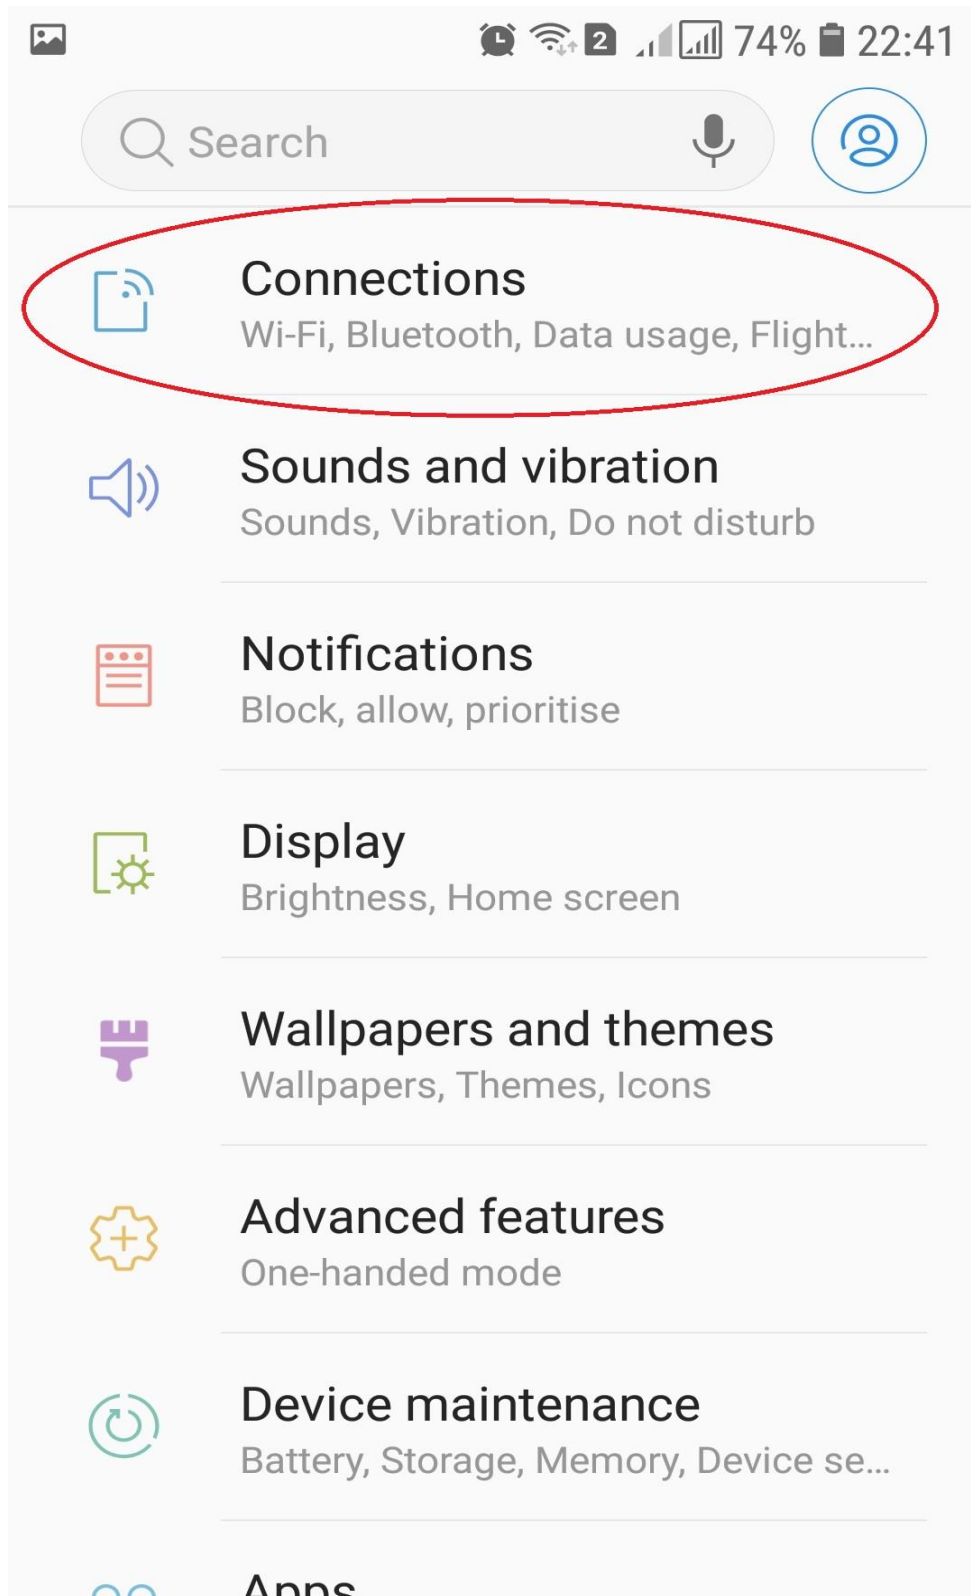 2 74% 22:41
Search
Connections
Wi-Fi, Bluetooth, Data usage, Flight...
Sounds and vibration
Sounds, Vibration, Do not disturb
Notifications
Block, allow, prioritise
Display
Brightness, Home screen
Wallpapers and themes
Wallpapers, Themes, Icons
Advanced features
One-handed mode
Device maintenance
Battery, Storage, Memory, Device se...
Apps